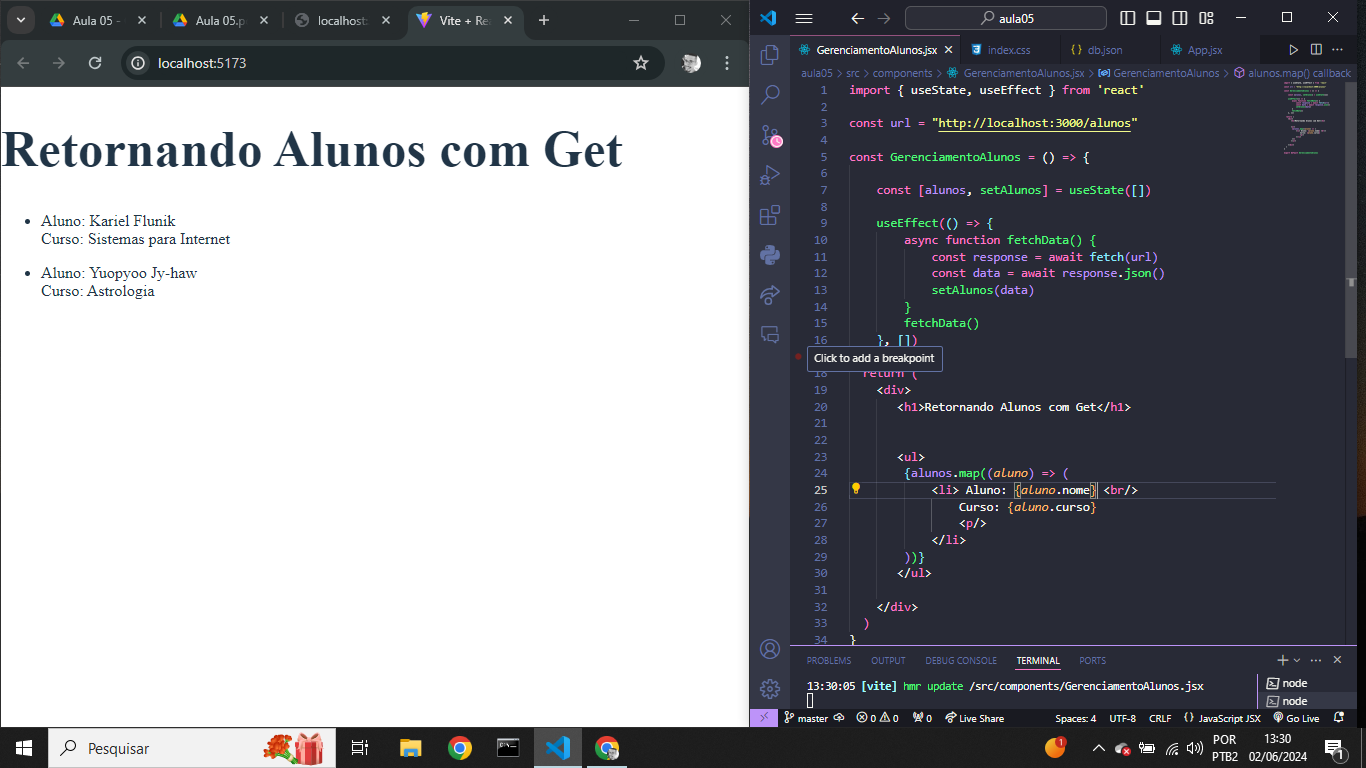 Aula 05 -
Aula 05.p
localhost:
Vite + Rea
localhost:5173
Retornando Alunos com Get
Aluno: Kariel Flunik
Curso: Sistemas para Internet
Aluno: Yuopyoo Jy-haw
Curso: Astrologia
aula05
GerenciamentoAlunos.jsx
index.css
db.json
App.jsx
aula05 > src > components > GerenciamentoAlunos.jsx > GerenciamentoAlunos > alunos.map() callback
1 import { useState, useEffect } from 'react'
2
3 const url = "http://localhost:3000/alunos"
4
5 const GerenciamentoAlunos = () => {
6
7 const [alunos, setAlunos] = useState([])
8
9 useEffect(() => {
10 async function fetchData() {
11 const response = await fetch(url)
12 const data = await response.json()
13 setAlunos(data)
14 }
15 fetchData()
16 }, [])
Click to add a breakpoint
18 return (
19 <div>
20 <h1>Retornando Alunos com Get</h1>
21
22
23 <ul>
24 {alunos.map((aluno) => (
25 <li> Aluno: {aluno.nome} <br/>
26 Curso: {aluno.curso}
27 <p/>
28 </li>
29 ))}
30 </ul>
31
32 </div>
33 )
34 }
PROBLEMS OUTPUT DEBUG CONSOLE TERMINAL PORTS
13:30:05 [vite] hmr update /src/components/GerenciamentoAlunos.jsx
node
node
master 0 0 0 Live Share Spaces: 4 UTF-8 CRLF {} JavaScript JSX Go Live
Pesquisar
1
POR
PTB2
13:30
02/06/2024
1